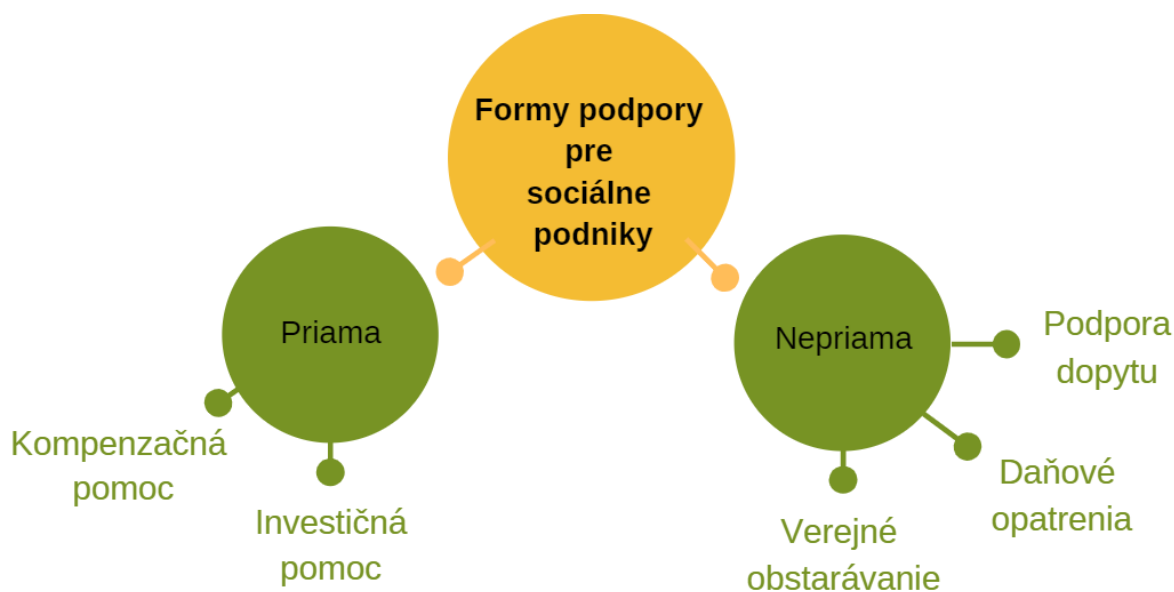 Formy podpory
pre
sociálne
podniky
Priama
Kompenzačná
pomoc
Investičná
pomoc
Nepriama
Podpora
dopytu
Daňové
opatrenia
Verejné
obstarávanie